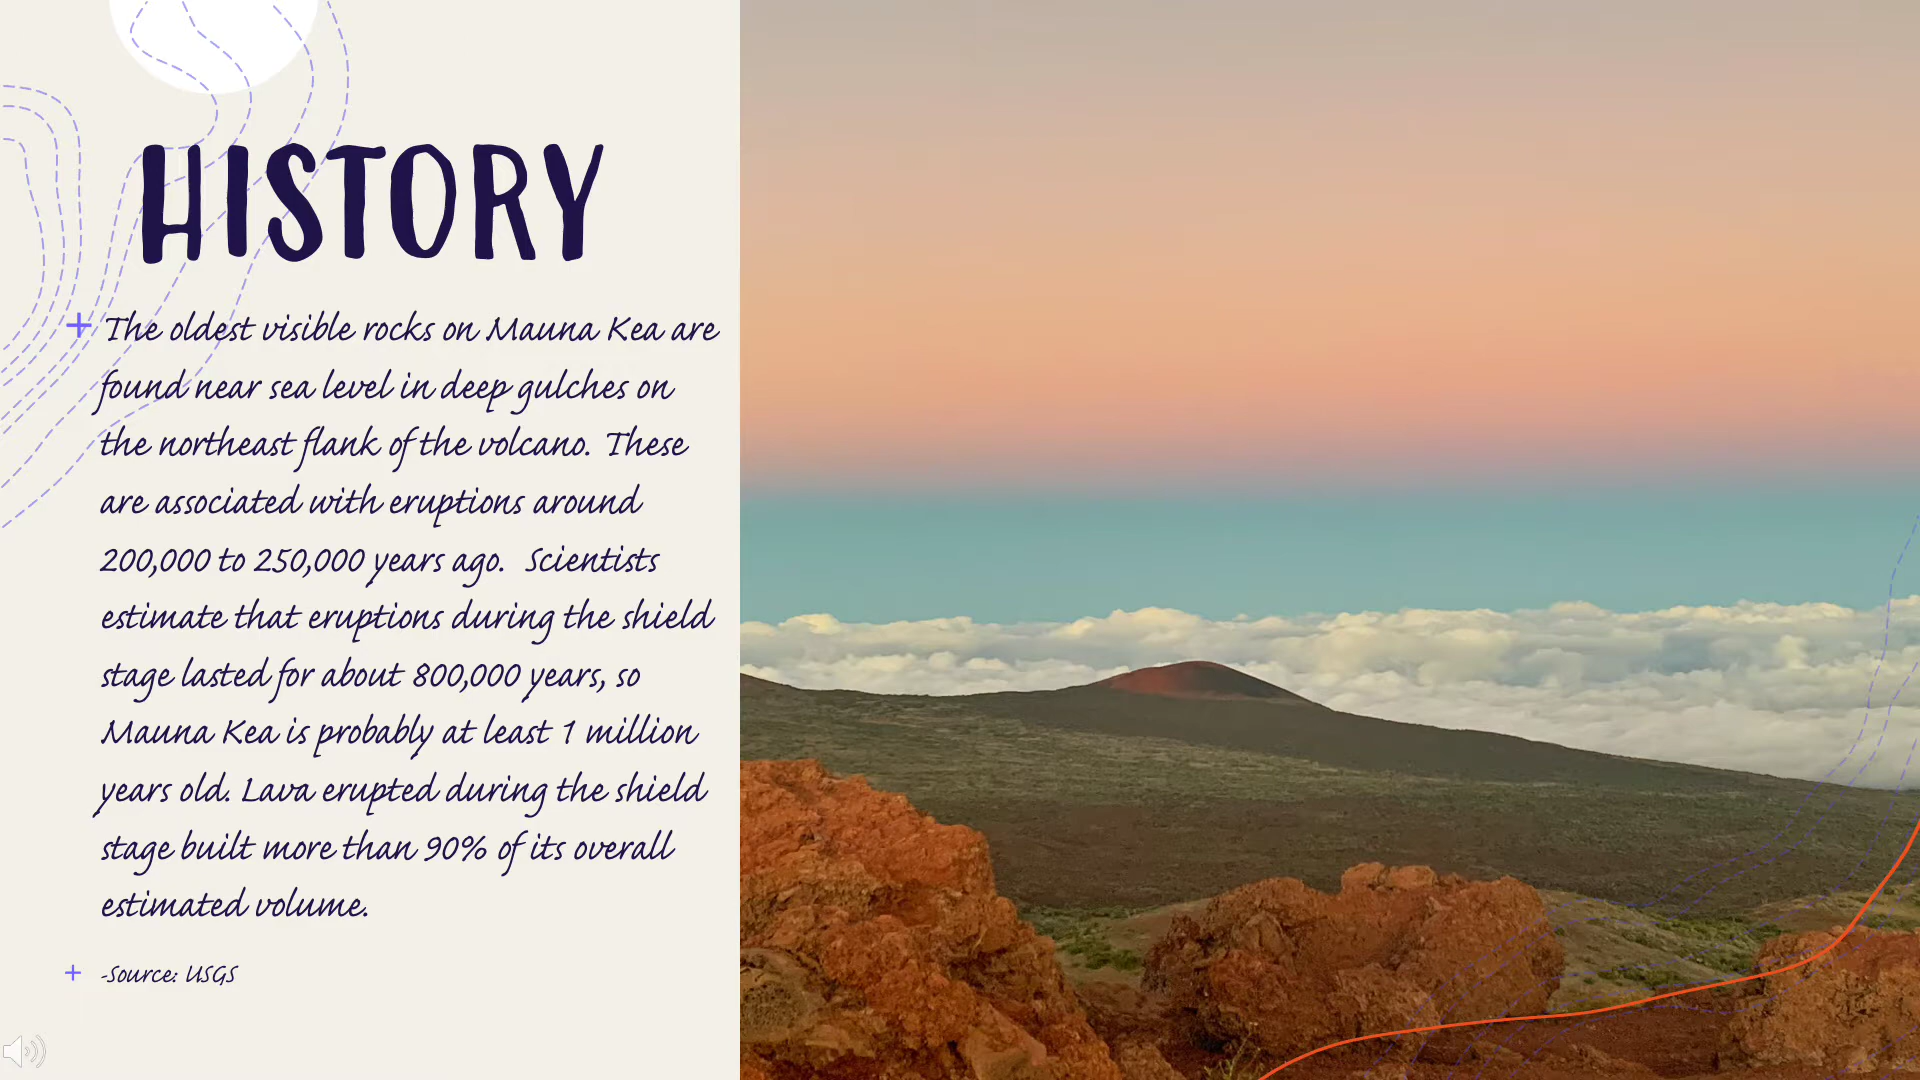 HISTORY
+ The oldest visible rocks on Mauna Kea are
found near sea level in deep gulches on
the northeast flank of the volcano. These
are associated with eruptions around
200,000 to 250,000 years ago. Scientists
estimate that eruptions during the shield
stage lasted for about 800,000 years, so
Mauna Kea is probably at least 1 million
years old. Lava erupted during the shield
stage built more than 90% of its overall
estimated volume.
+ -Source: USGS